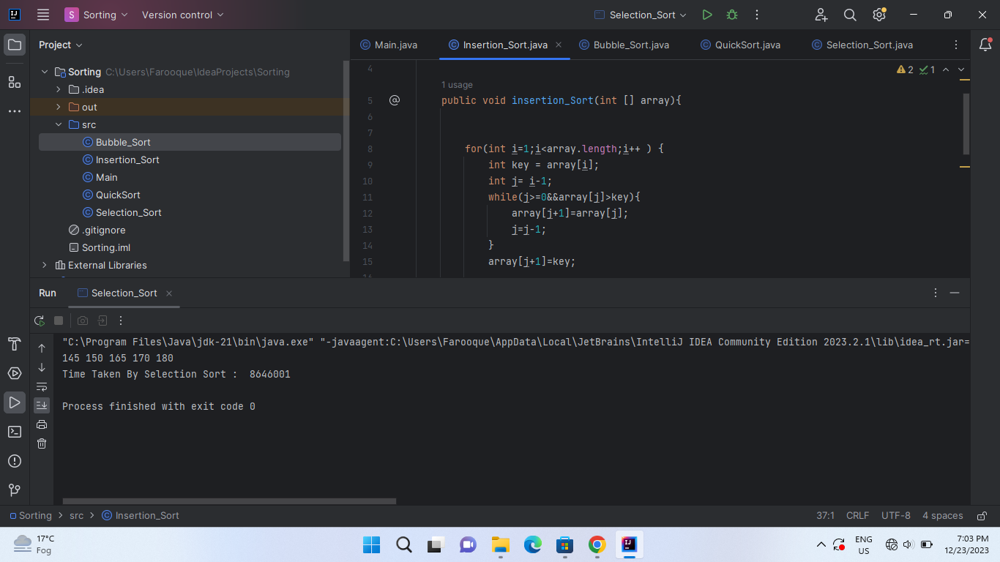 S Sorting Version control Selection_Sort
Project
Main.java Insertion_Sort.java Bubble_Sort.java QuickSort.java Selection_Sort.java
Sorting C:\Users\Farooque\IdeaProjects\Sorting
.idea
out
src
Bubble_Sort
Insertion_Sort
Main
QuickSort
Selection_Sort
.gitignore
Sorting.iml
External Libraries
2 1
4
1 usage
5 @ public void insertion_Sort(int [] array){
6
7
8 for(int i=1;i<array.length;i++ ) {
9 int key = array[i];
10 int j= i-1;
11 while(j>=0&&array[j]>key){
12 array[j+1]=array[j];
13 j=j-1;
14 }
15 array[j+1]=key;
Run Selection_Sort
"C:\Program Files\Java\jdk-21\bin\java.exe" "-javaagent:C:\Users\Farooque\AppData\Local\JetBrains\IntelliJ IDEA Community Edition 2023.2.1\lib\idea_rt.jar=
145 150 165 170 180
Time Taken By Selection Sort :  8646001
Process finished with exit code 0
Sorting > src > Insertion_Sort 37:1 CRLF UTF-8 4 spaces
17°C
Fog
ENG
US
7:03 PM
12/23/2023